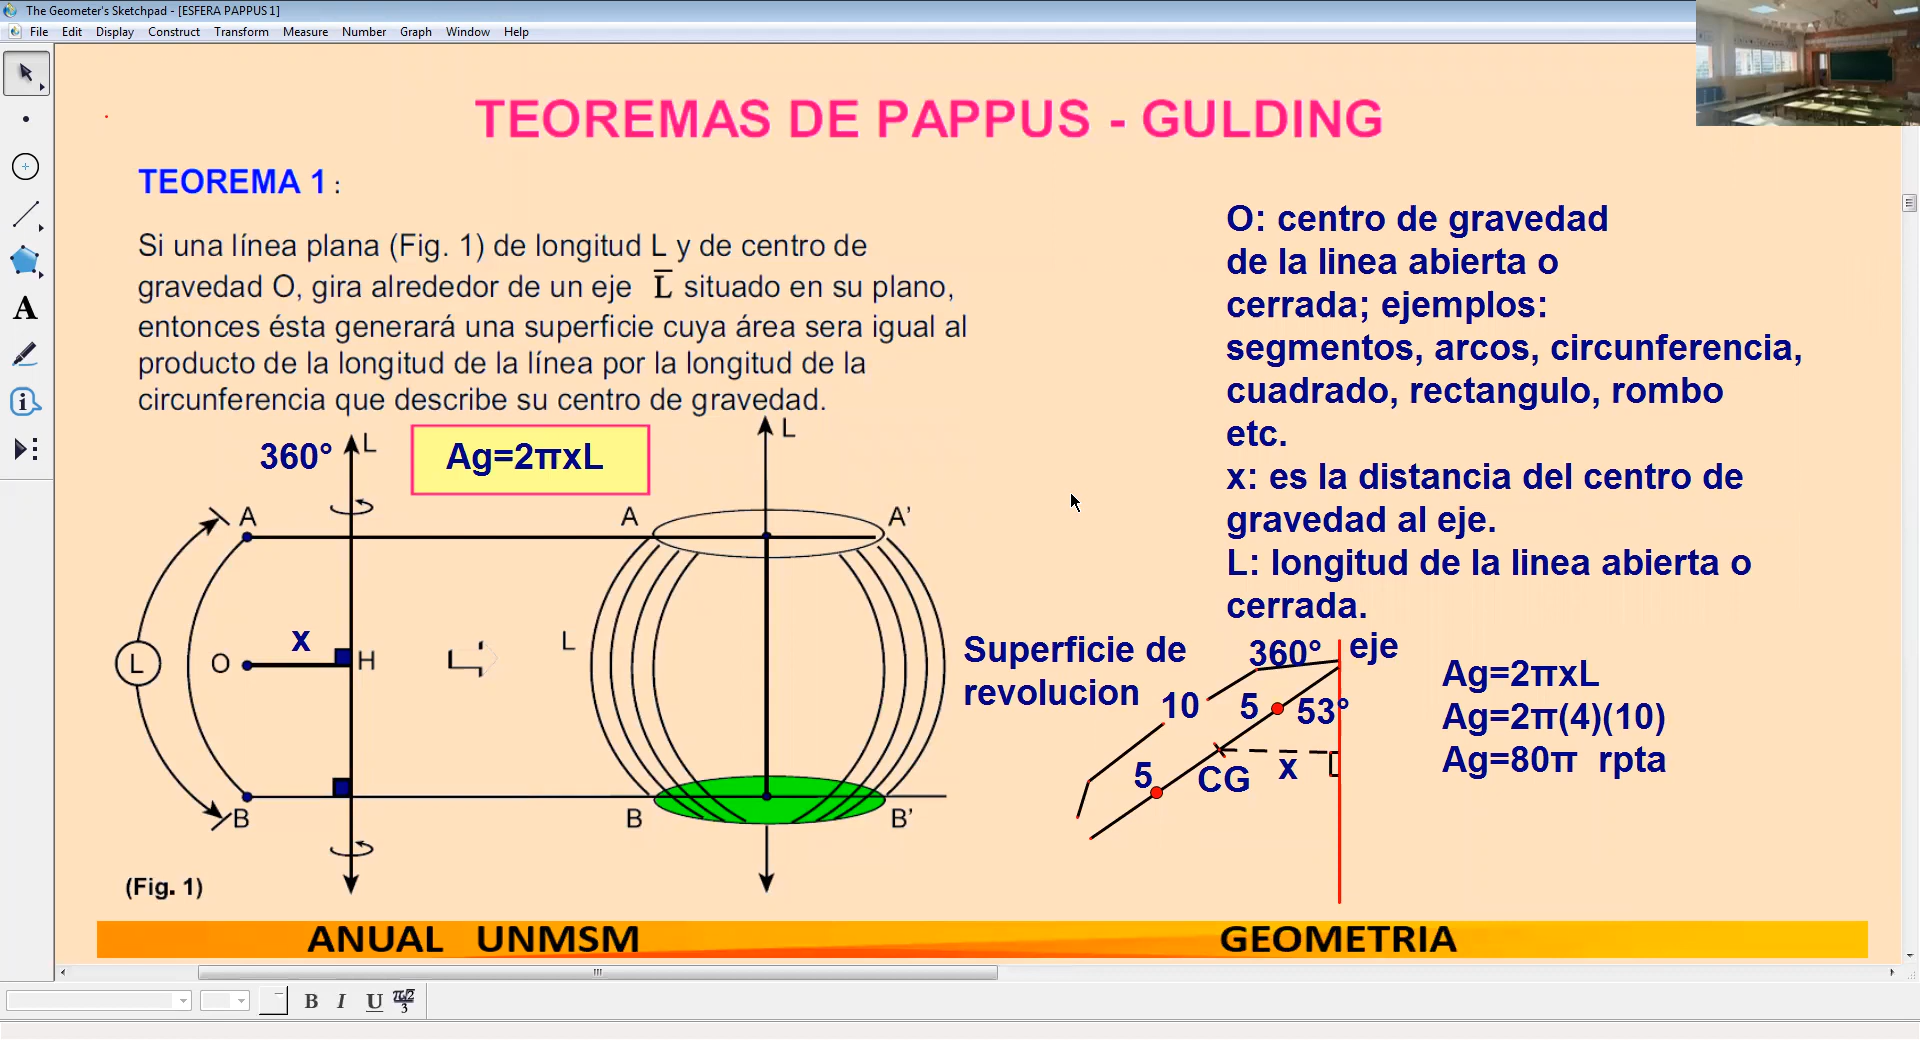 The Geometer's Sketchpad - [ESFERA PAPPUS 1]
File Edit Display Construct Transform Measure Number Graph Window Help
TEOREMAS DE PAPPUS - GULDING
TEOREMA 1 :
Si una línea plana (Fig. 1) de longitud L y de centro de
gravedad O, gira alrededor de un eje L̅ situado en su plano,
entonces ésta generará una superficie cuya área sera igual al
producto de la longitud de la línea por la longitud de la
circunferencia que describe su centro de gravedad.
O: centro de gravedad
de la linea abierta o
cerrada; ejemplos:
segmentos, arcos, circunferencia,
cuadrado, rectangulo, rombo
etc.
x: es la distancia del centro de
gravedad al eje.
L: longitud de la linea abierta o
cerrada.
360°
L
Ag=2πxL
L
A
A
A'
L
O
x
H
L
B
B
B'
(Fig. 1)
Superficie de
revolucion
360°
eje
10
5
53°
5
CG
x
Ag=2πxL
Ag=2π(4)(10)
Ag=80π rpta
ANUAL UNMSM
GEOMETRIA
B I U